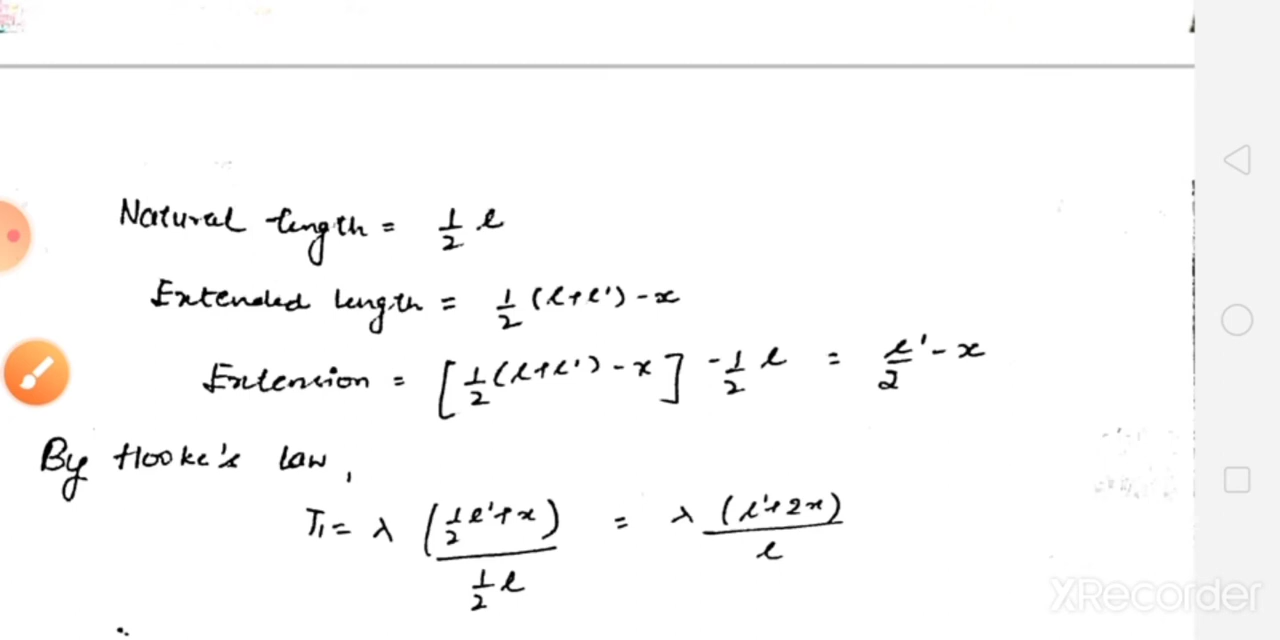 Natural length = 1/2 l
Extended length = 1/2 (l+l') - x
Extension = [1/2 (l+l') - x] - 1/2 l = l'/2 - x
By Hooke's law,
T₁ = λ (1/2 l' + x) / (1/2 l) = λ (l' + 2x) / l
XRecorder